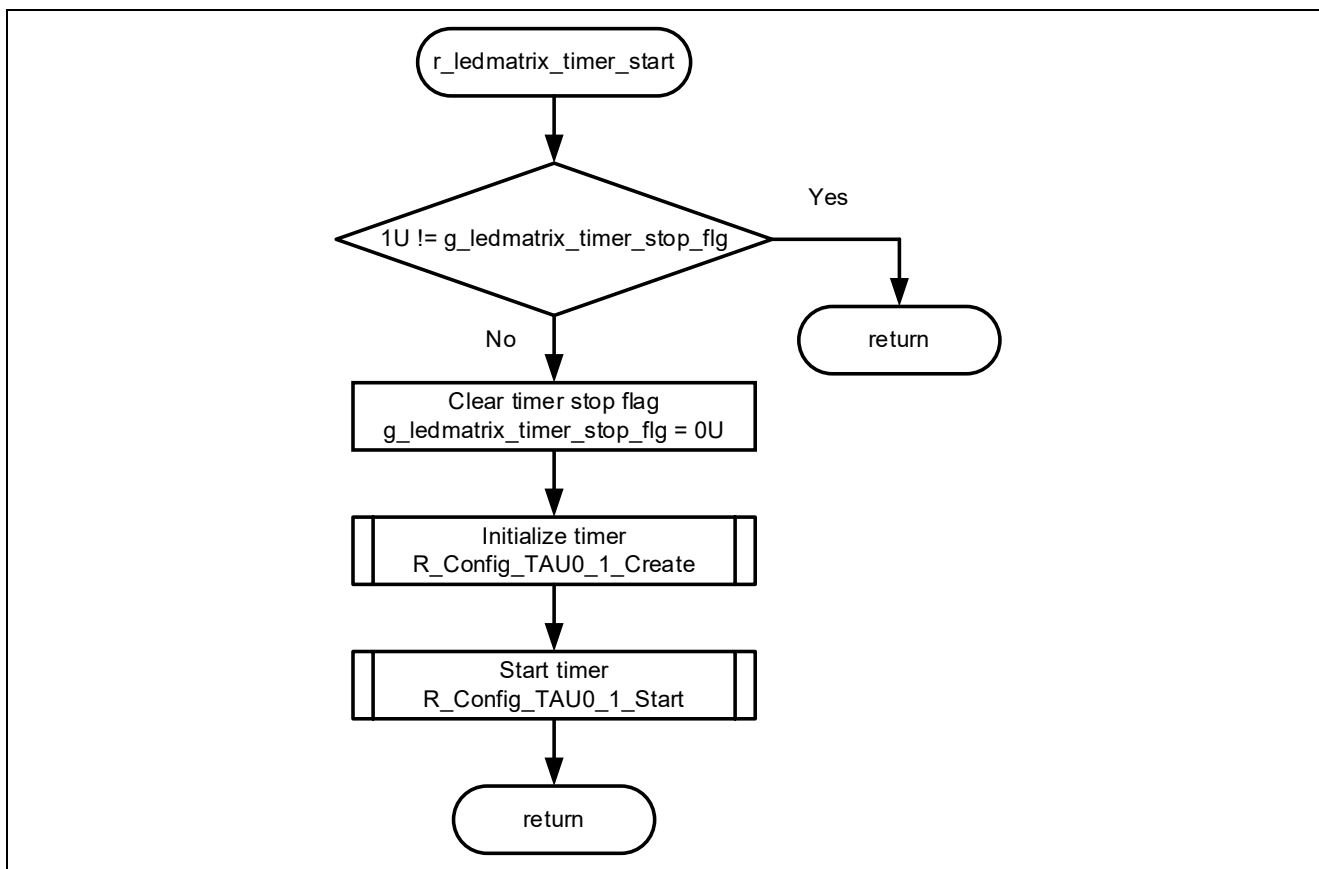 r_ledmatrix_timer_start
Yes
1U != g_ledmatrix_timer_stop_flg
No
return
Clear timer stop flag
g_ledmatrix_timer_stop_flg = 0U
Initialize timer
R_Config_TAU0_1_Create
Start timer
R_Config_TAU0_1_Start
return